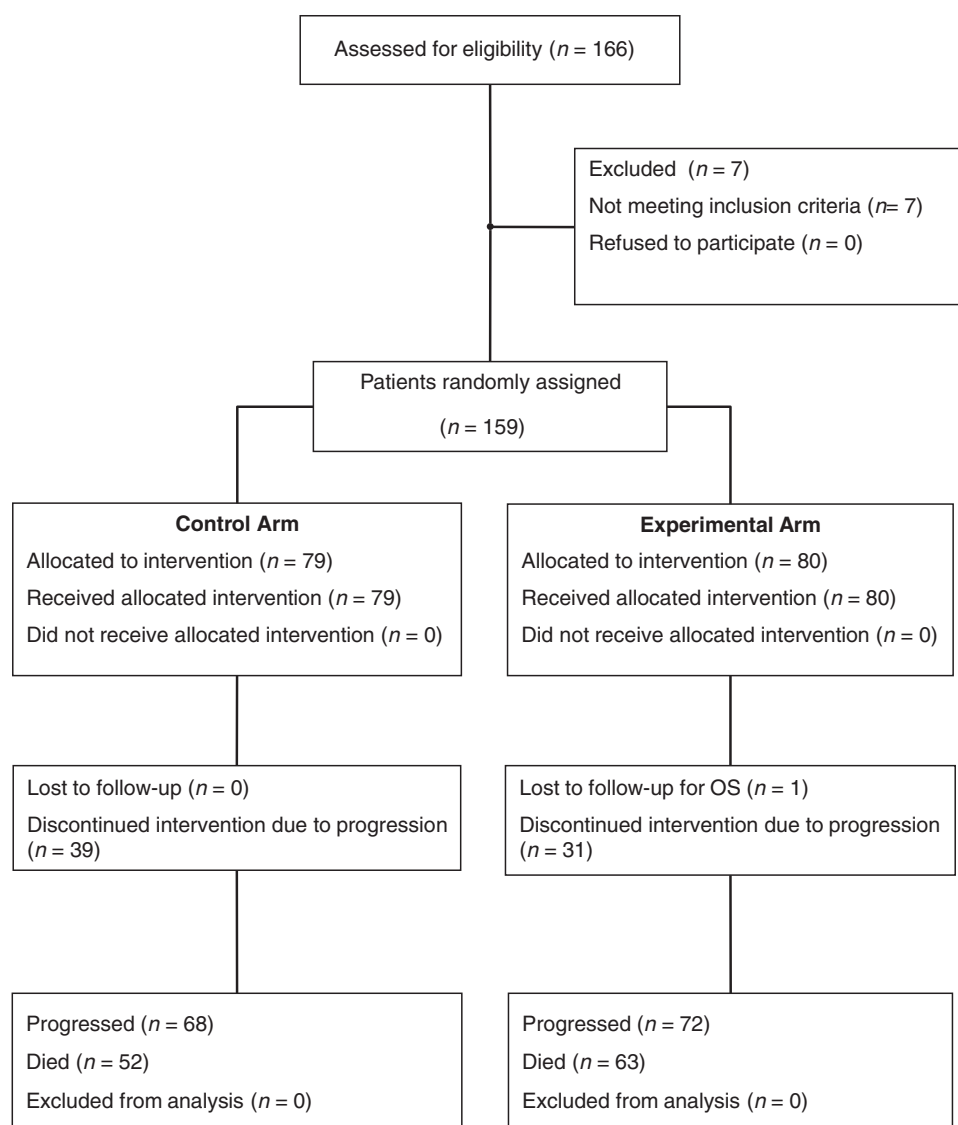 Assessed for eligibility (n = 166)
Excluded (n = 7)
Not meeting inclusion criteria (n= 7)
Refused to participate (n = 0)
Patients randomly assigned
(n = 159)
Control Arm
Allocated to intervention (n = 79)
Received allocated intervention (n = 79)
Did not receive allocated intervention (n = 0)
Experimental Arm
Allocated to intervention (n = 80)
Received allocated intervention (n = 80)
Did not receive allocated intervention (n = 0)
Lost to follow-up (n = 0)
Discontinued intervention due to progression
(n = 39)
Lost to follow-up for OS (n = 1)
Discontinued intervention due to progression
(n = 31)
Progressed (n = 68)
Died (n = 52)
Excluded from analysis (n = 0)
Progressed (n = 72)
Died (n = 63)
Excluded from analysis (n = 0)